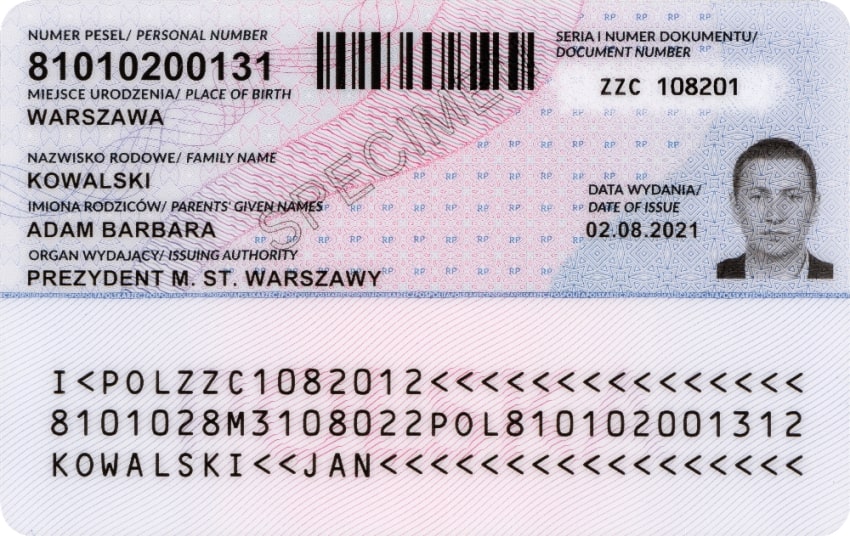 NUMER PESEL/ PERSONAL NUMBER
81010200131
MIEJSCE URODZENIA/ PLACE OF BIRTH
WARSZAWA
NAZWISKO RODOWE/ FAMILY NAME
KOWALSKI
IMIONA RODZICÓW/ PARENTS' GIVEN NAMES
ADAM BARBARA
ORGAN WYDAJĄCY/ ISSUING AUTHORITY
PREZYDENT M. ST. WARSZAWY
SPECIMEN
SERIA I NUMER DOKUMENTU/
DOCUMENT NUMBER
ZZC 108201
DATA WYDANIA/
DATE OF ISSUE
02.08.2021
I<POLZZC1082012<<<<<<<<<<<<<<<
8101028M3108022POL810102001312
KOWALSKI<<JAN<<<<<<<<<<<<<<<<<